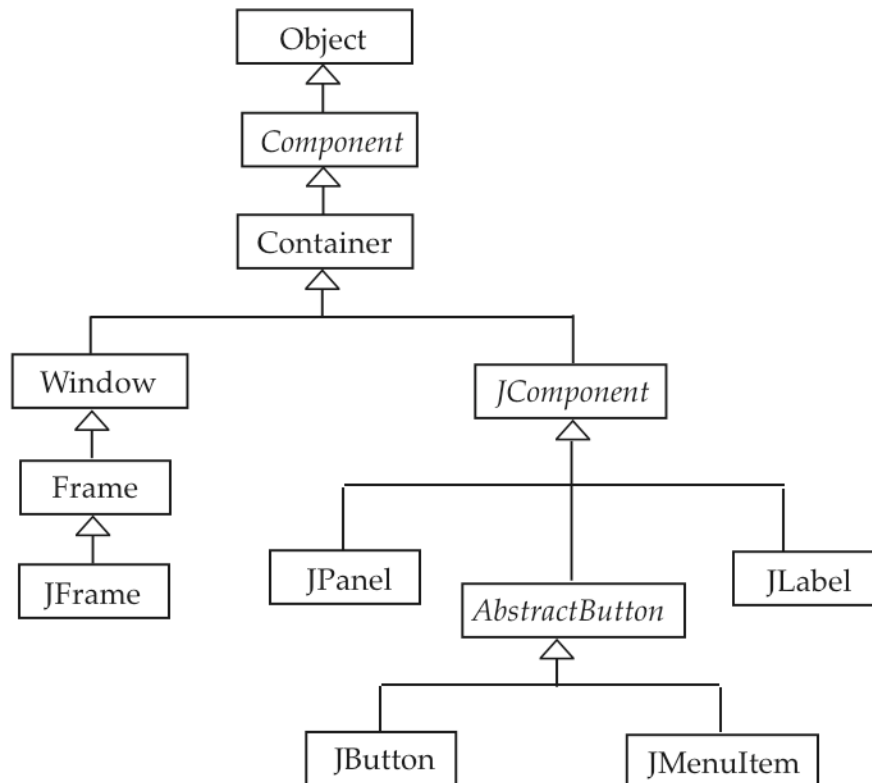 Object
Component
Container
Window
JComponent
Frame
JFrame
JPanel
AbstractButton
JLabel
JButton
JMenuItem